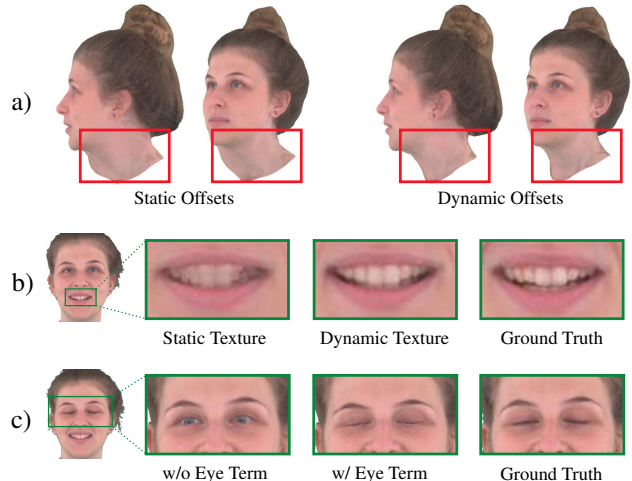 a)
Static Offsets
Dynamic Offsets
b)
Static Texture
Dynamic Texture
Ground Truth
c)
w/o Eye Term
w/ Eye Term
Ground Truth